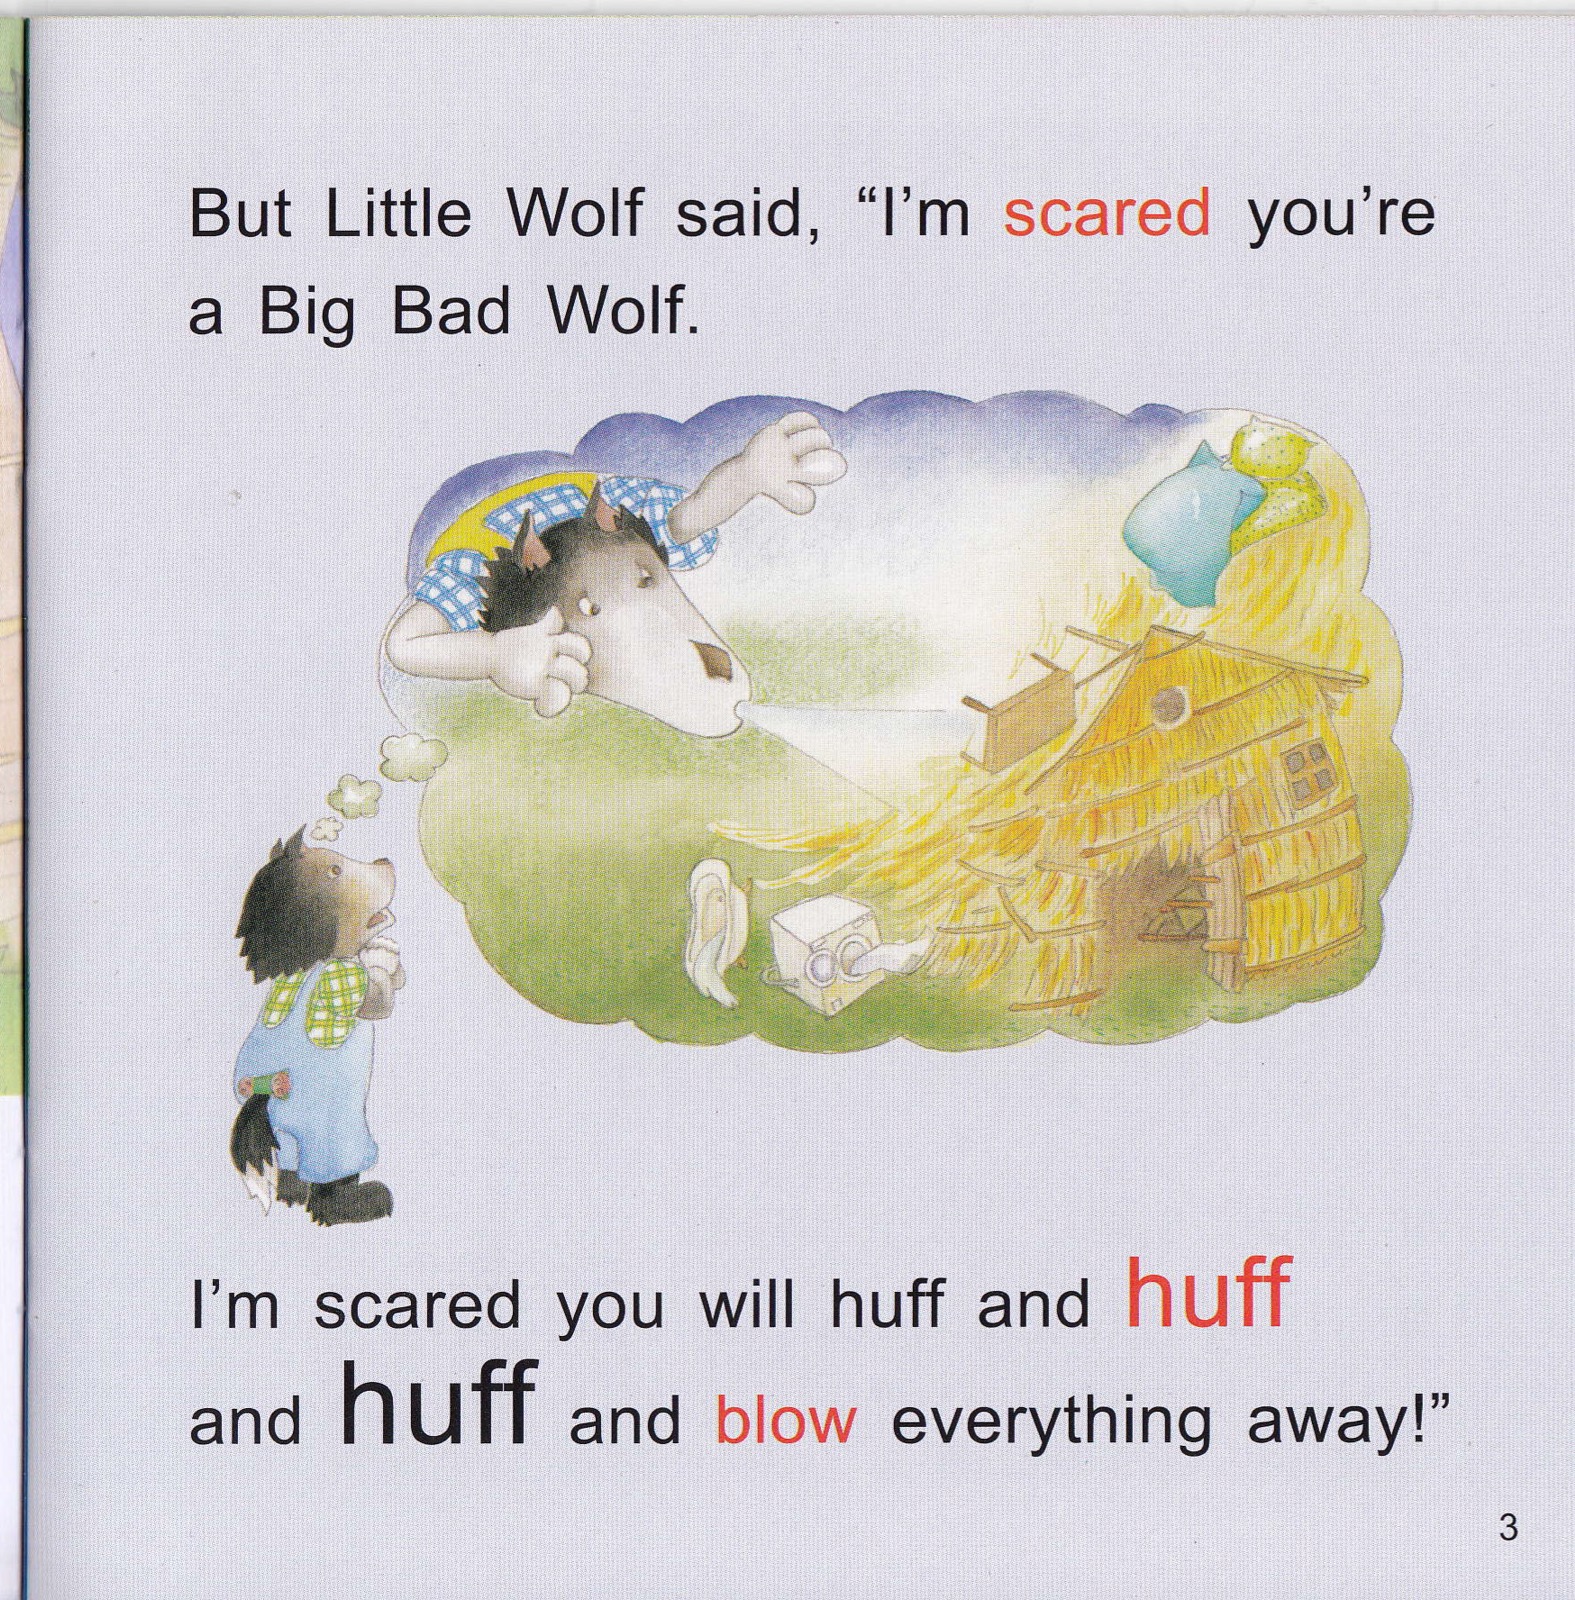 But Little Wolf said, “I’m scared you’re
a Big Bad Wolf.
I’m scared you will huff and huff
and huff and blow everything away!”
3